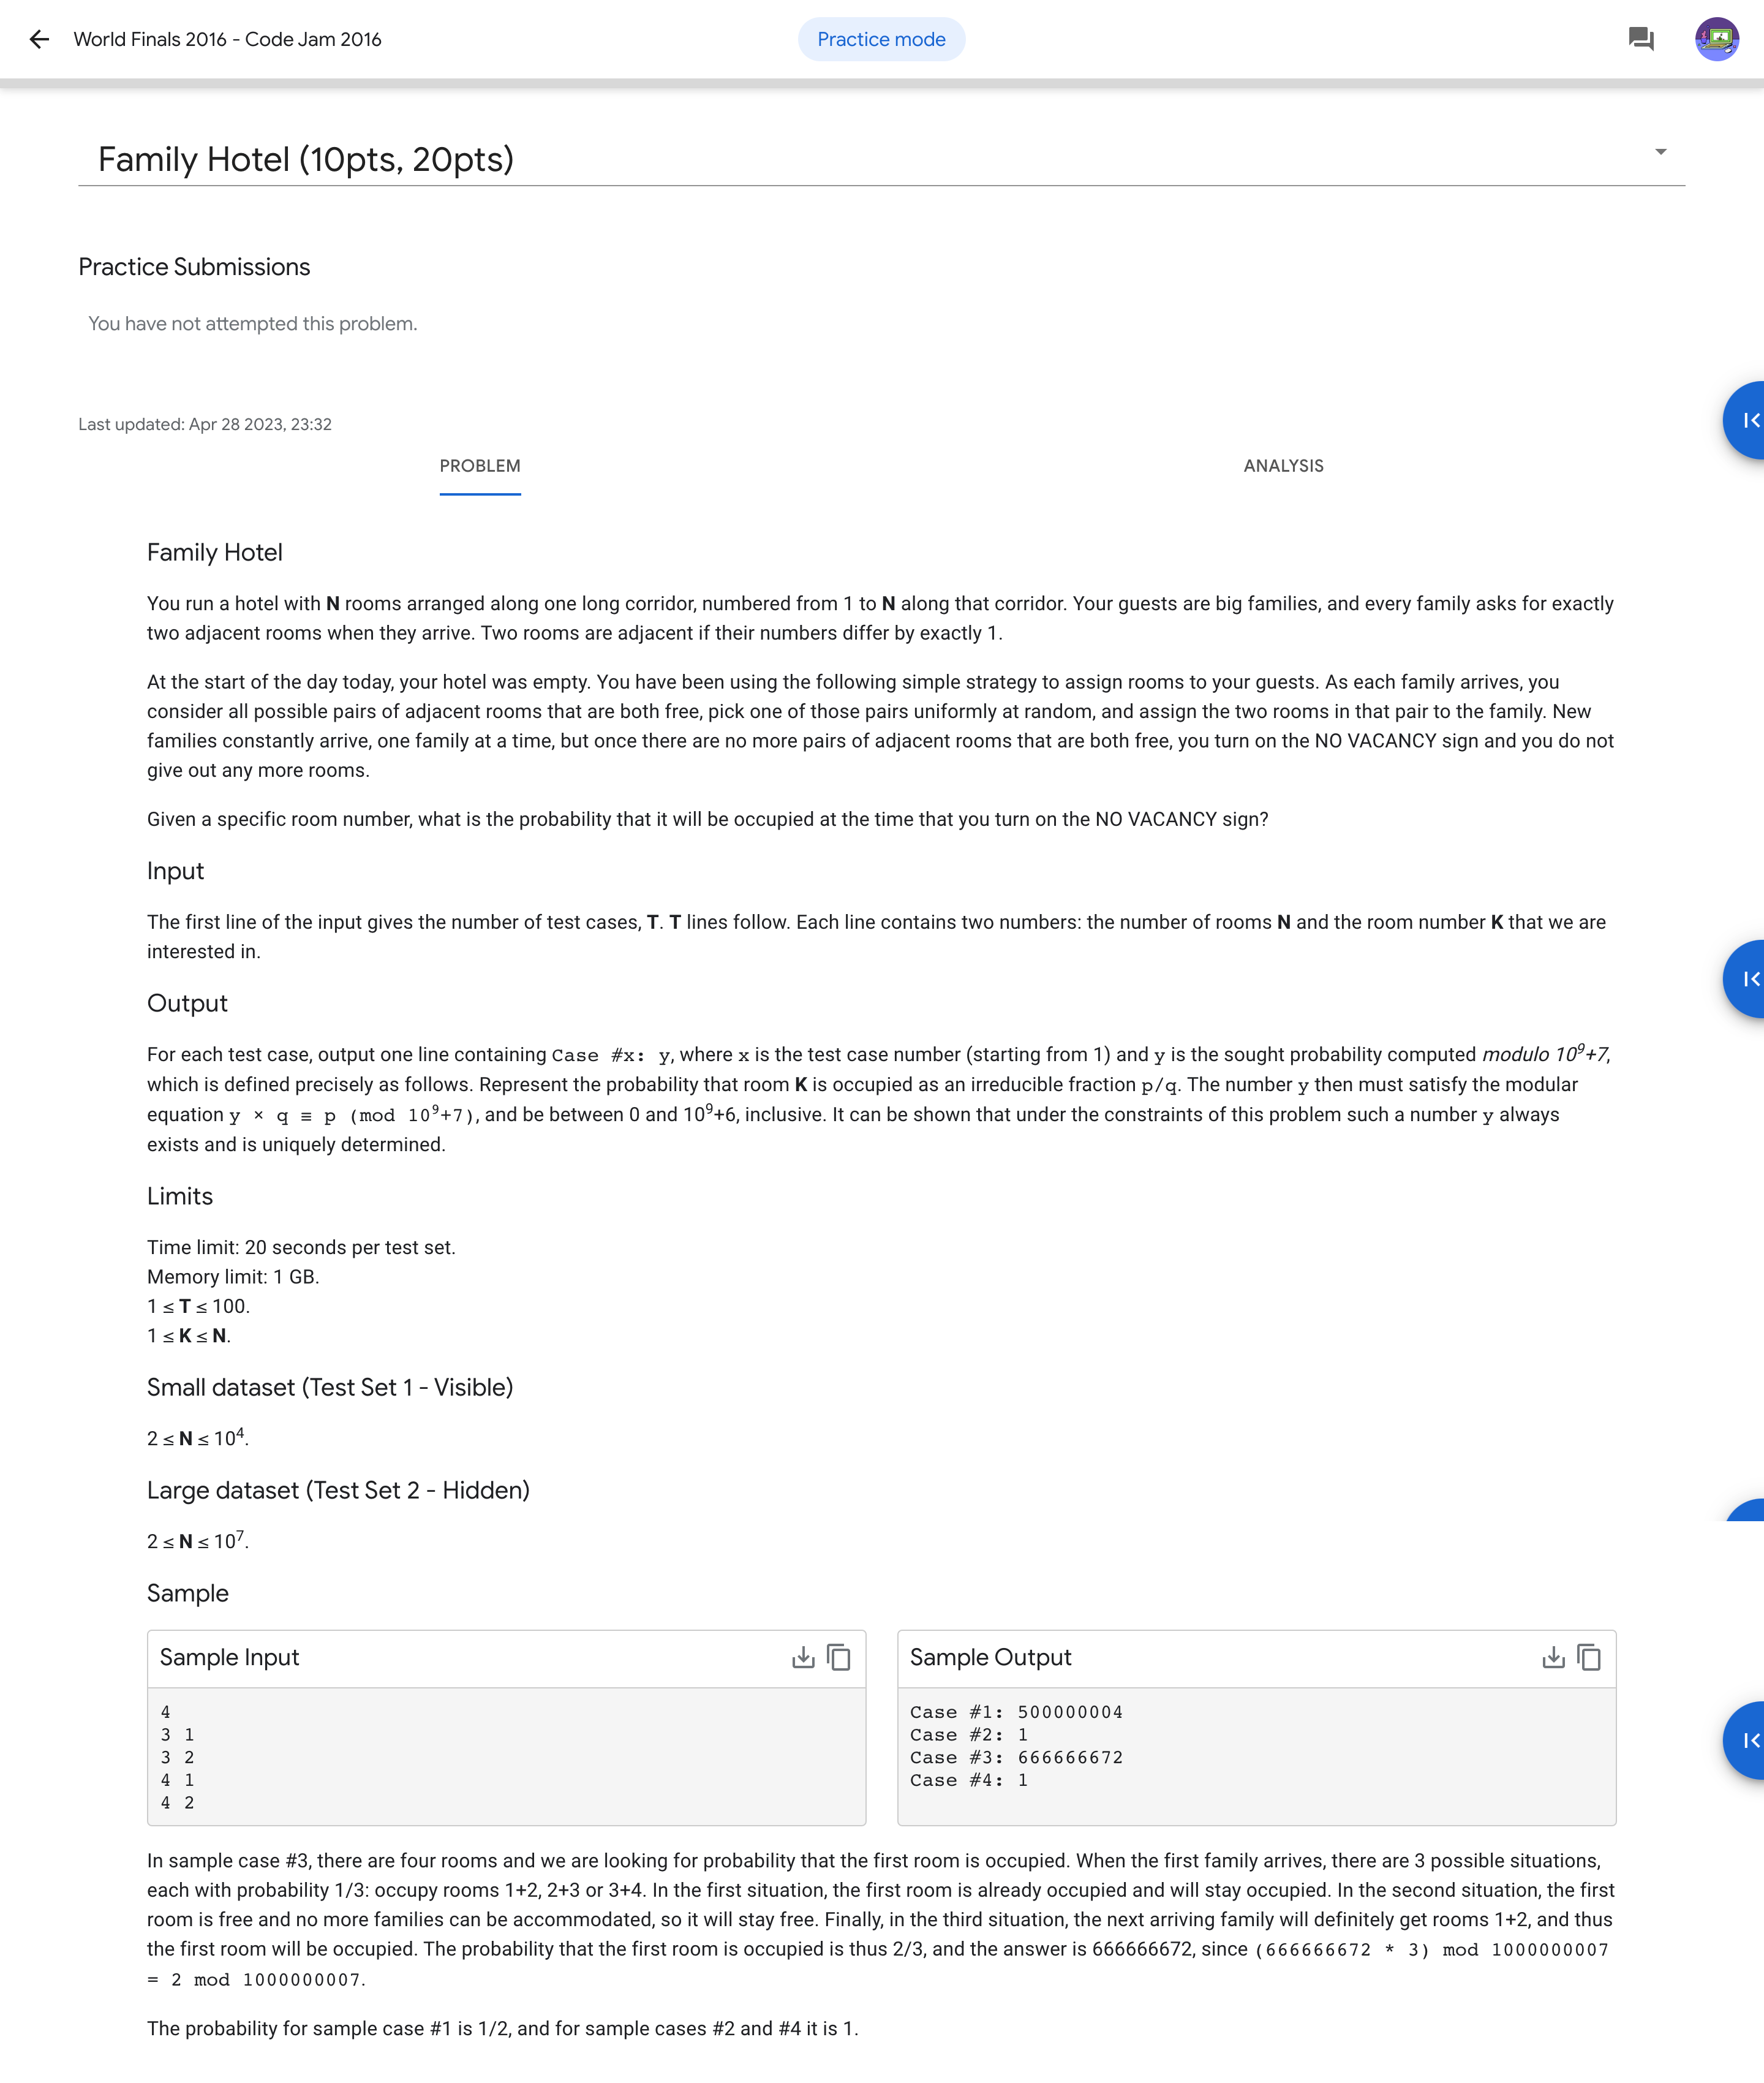 World Finals 2016 - Code Jam 2016
Practice mode
Family Hotel (10pts, 20pts)
Practice Submissions
You have not attempted this problem.
Last updated: Apr 28 2023, 23:32
PROBLEM
ANALYSIS
Family Hotel
You run a hotel with N rooms arranged along one long corridor, numbered from 1 to N along that corridor. Your guests are big families, and every family asks for exactly
two adjacent rooms when they arrive. Two rooms are adjacent if their numbers differ by exactly 1.
At the start of the day today, your hotel was empty. You have been using the following simple strategy to assign rooms to your guests. As each family arrives, you
consider all possible pairs of adjacent rooms that are both free, pick one of those pairs uniformly at random, and assign the two rooms in that pair to the family. New
families constantly arrive, one family at a time, but once there are no more pairs of adjacent rooms that are both free, you turn on the NO VACANCY sign and you do not
give out any more rooms.
Given a specific room number, what is the probability that it will be occupied at the time that you turn on the NO VACANCY sign?
Input
The first line of the input gives the number of test cases, T. T lines follow. Each line contains two numbers: the number of rooms N and the room number K that we are
interested in.
Output
For each test case, output one line containing Case #x: y, where x is the test case number (starting from 1) and y is the sought probability computed modulo 10⁹+7,
which is defined precisely as follows. Represent the probability that room K is occupied as an irreducible fraction p/q. The number y then must satisfy the modular
equation y × q ≡ p (mod 10⁹+7), and be between 0 and 10⁹+6, inclusive. It can be shown that under the constraints of this problem such a number y always
exists and is uniquely determined.
Limits
Time limit: 20 seconds per test set.
Memory limit: 1 GB.
1 ≤ T ≤ 100.
1 ≤ K ≤ N.
Small dataset (Test Set 1 - Visible)
2 ≤ N ≤ 10⁴.
Large dataset (Test Set 2 - Hidden)
2 ≤ N ≤ 10⁷.
Sample
Sample Input
4
3 1
3 2
4 1
4 2
Sample Output
Case #1: 500000004
Case #2: 1
Case #3: 666666672
Case #4: 1
In sample case #3, there are four rooms and we are looking for probability that the first room is occupied. When the first family arrives, there are 3 possible situations,
each with probability 1/3: occupy rooms 1+2, 2+3 or 3+4. In the first situation, the first room is already occupied and will stay occupied. In the second situation, the first
room is free and no more families can be accommodated, so it will stay free. Finally, in the third situation, the next arriving family will definitely get rooms 1+2, and thus
the first room will be occupied. The probability that the first room is occupied is thus 2/3, and the answer is 666666672, since (666666672 * 3) mod 1000000007
= 2 mod 1000000007.
The probability for sample case #1 is 1/2, and for sample cases #2 and #4 it is 1.